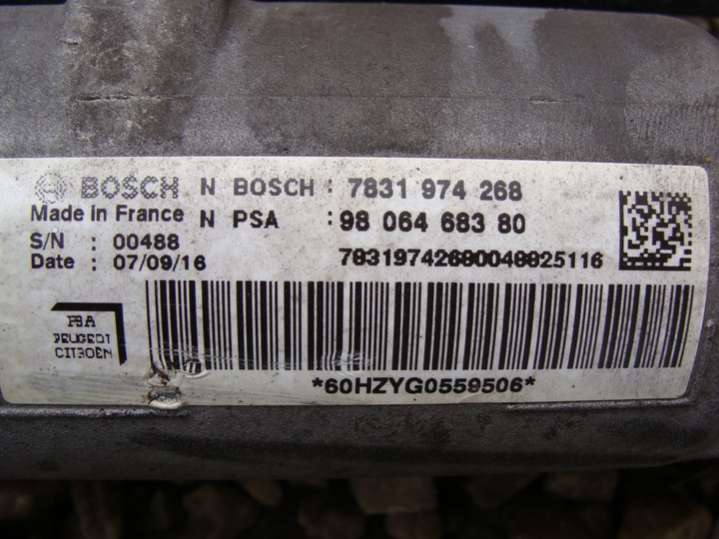 BOSCH N BOSCH : 7831 974 268
Made in France N PSA : 98 064 683 80
S/N : 00488
Date : 07/09/16
78319742680048825116
PSA
PEUGEOT
CITROËN
*60HZYG0559506*